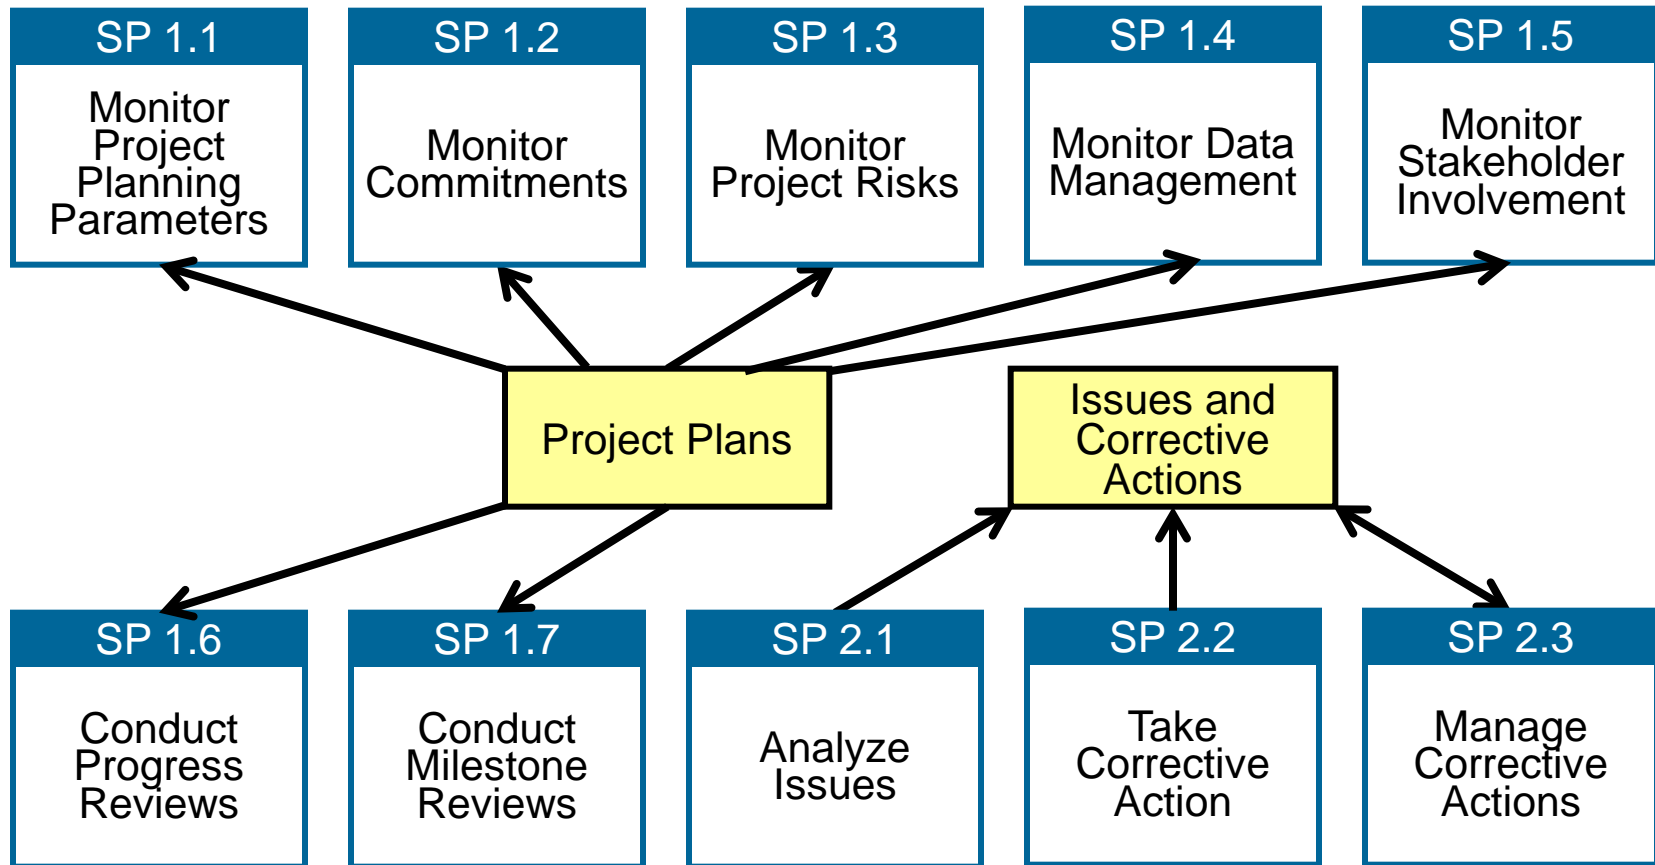 SP 1.1
Monitor
Project
Planning
Parameters
SP 1.2
Monitor
Commitments
SP 1.3
Monitor
Project Risks
SP 1.4
Monitor Data
Management
SP 1.5
Monitor
Stakeholder
Involvement
Project Plans
Issues and
Corrective
Actions
SP 1.6
Conduct
Progress
Reviews
SP 1.7
Conduct
Milestone
Reviews
SP 2.1
Analyze
Issues
SP 2.2
Take
Corrective
Action
SP 2.3
Manage
Corrective
Actions